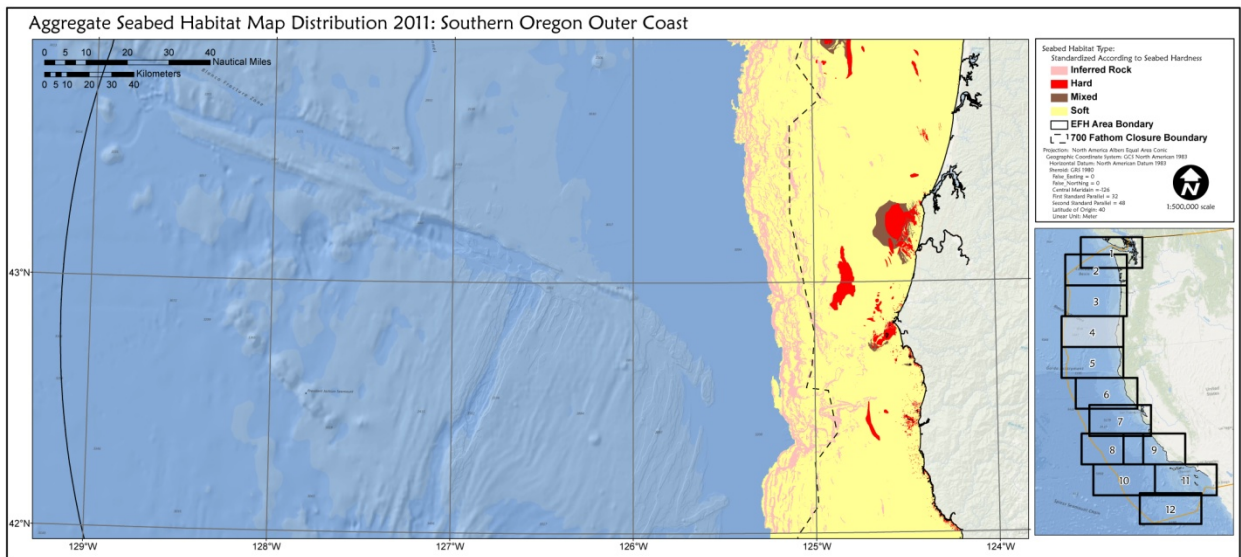 Aggregate Seabed Habitat Map Distribution 2011: Southern Oregon Outer Coast
0 5 10 20 30 40
Nautical Miles
Kilometers
0 5 10 20 30 40
43°N
42°N
129°W
128°W
127°W
126°W
125°W
124°W
Seabed Habitat Type:
Standardized According to Seabed Hardness
Inferred Rock
Hard
Mixed
Soft
EFH Area Bondary
700 Fathom Closure Boundary
Projection: North America Albers Equal Area Conic
Geographic Coordinate System: GCS North American 1983
Horizontal Datum: North American Datum 1983
False_Easting = 0
False_Northing = 0
Central Meridain =-126
First Standard Parallel = 32
Second Standard Parallel = 48
Latitude of Origin: 40
Linear Unit: Meter
N
1:500,000 scale
1
2
3
4
5
6
7
8
9
10
11
12